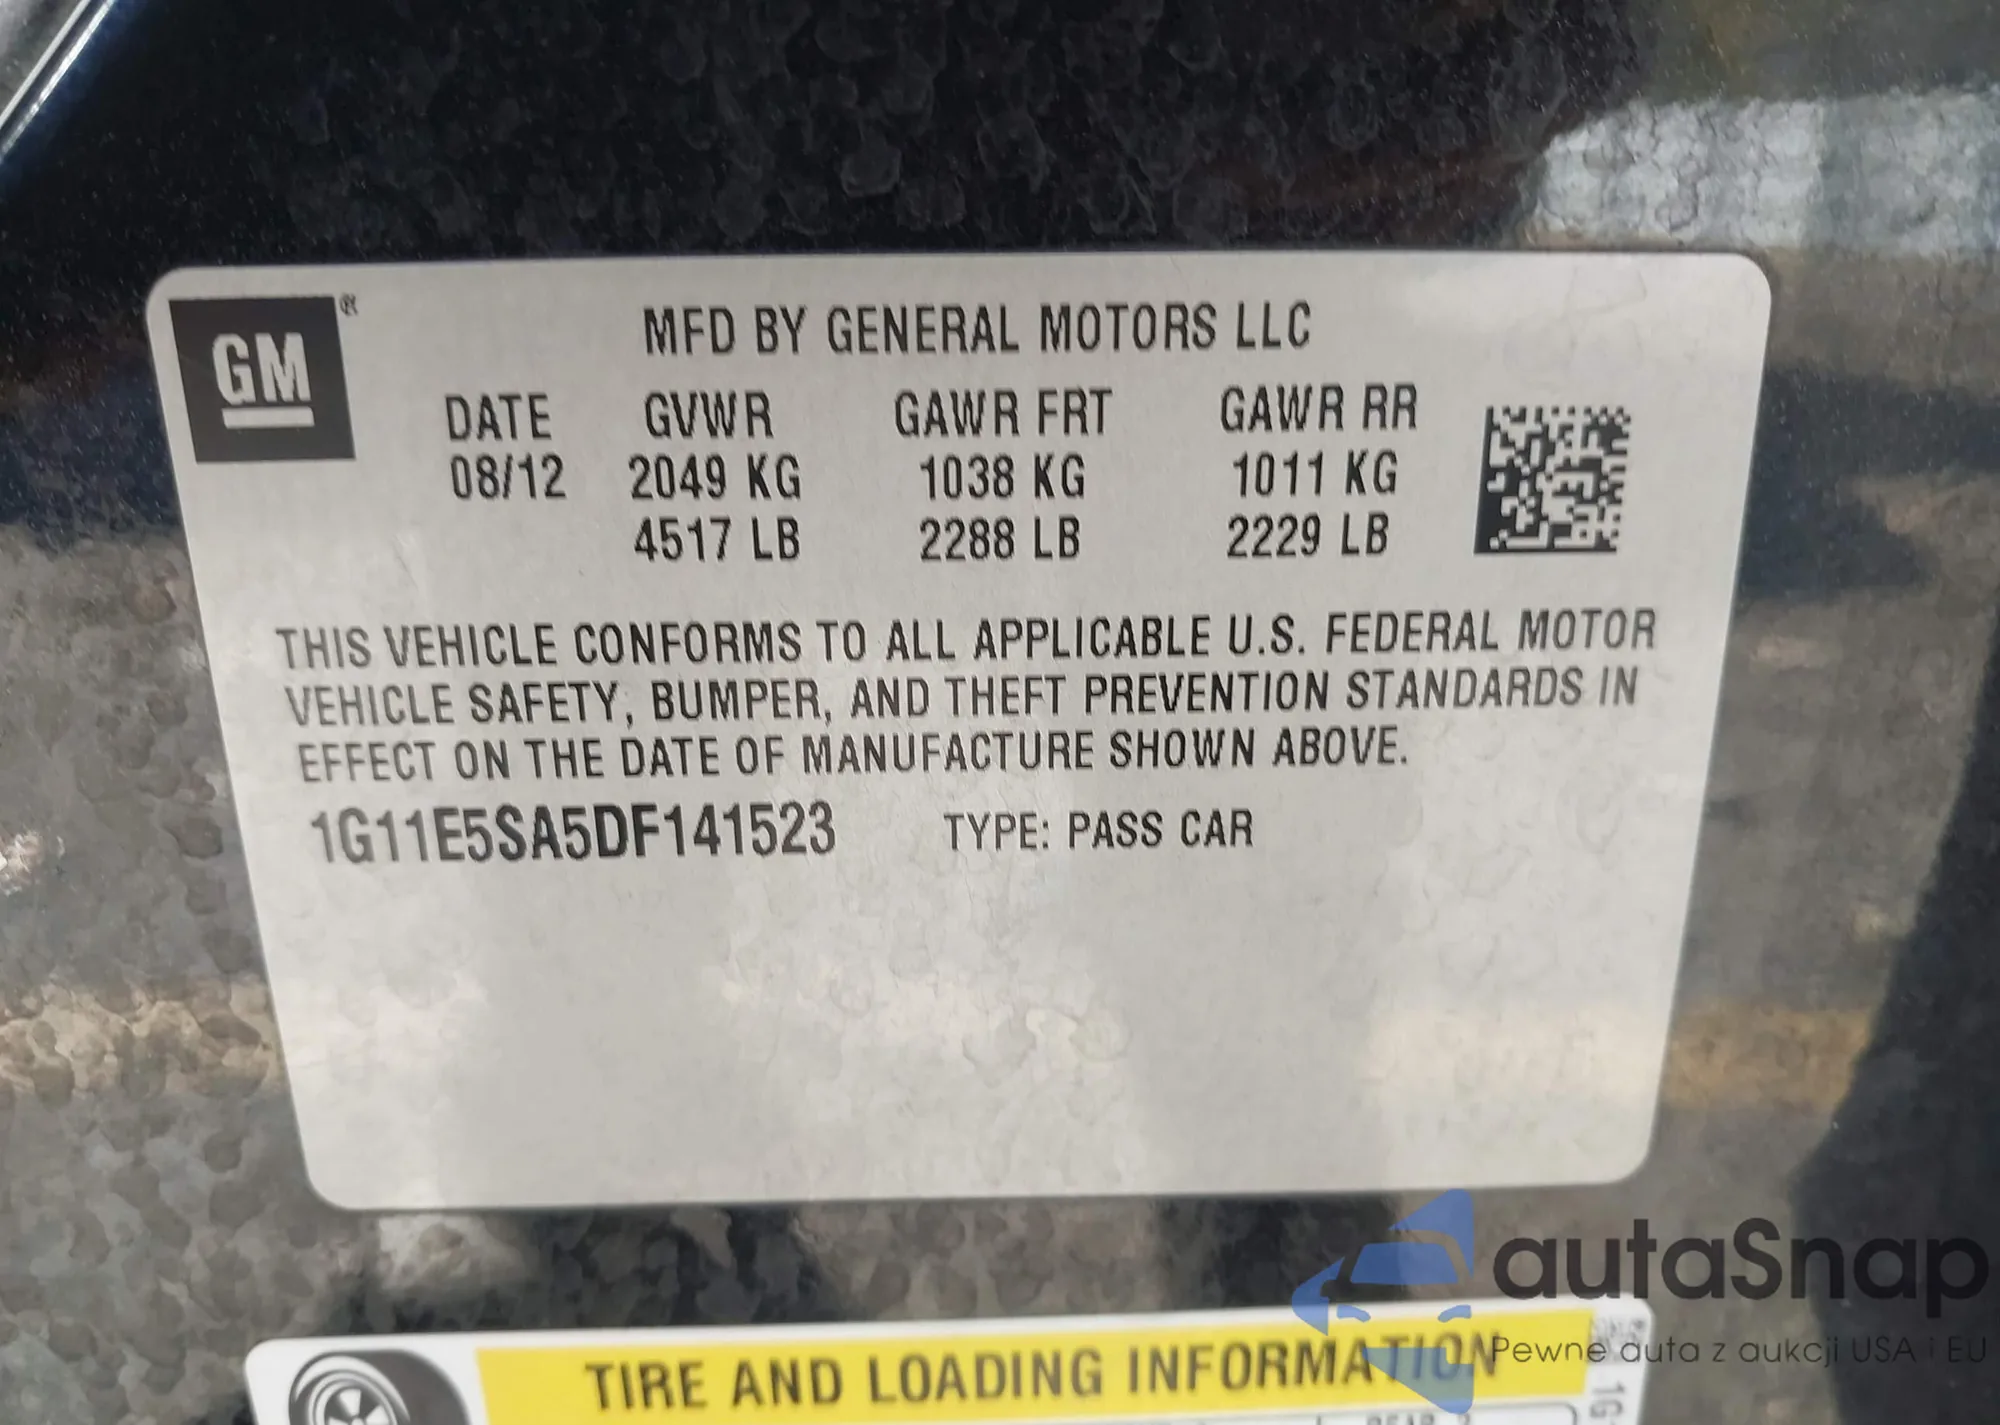 GM ®
MFD BY GENERAL MOTORS LLC
DATE GVWR GAWR FRT GAWR RR
08/12 2049 KG 1038 KG 1011 KG
4517 LB 2288 LB 2229 LB
THIS VEHICLE CONFORMS TO ALL APPLICABLE U.S. FEDERAL MOTOR
VEHICLE SAFETY, BUMPER, AND THEFT PREVENTION STANDARDS IN
EFFECT ON THE DATE OF MANUFACTURE SHOWN ABOVE.
1G11E5SA5DF141523 TYPE: PASS CAR
autaSnap
Pewne auta z aukcji USA i EU
TIRE AND LOADING INFORMATION